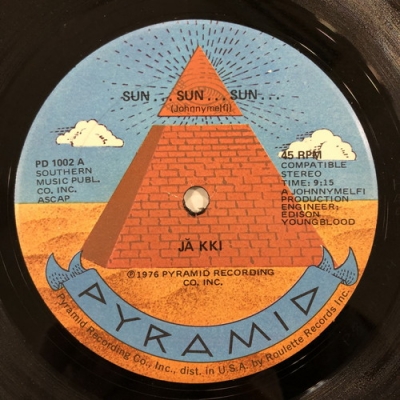 SUN... SUN... SUN...
(Johnnymelfi)
PD 1002 A
SOUTHERN
MUSIC PUBL.
CO. INC.
ASCAP
45 RPM
COMPATIBLE
STEREO
TIME: 9:15
A JOHNNYMELFI
PRODUCTION
ENGINEER:
EDISON
YOUNGBLOOD
JA KKI
℗1976 PYRAMID RECORDING
CO. INC.
PYRAMID
Pyramid Recording Co., Inc., dist. in U.S.A. by Roulette Records Inc.